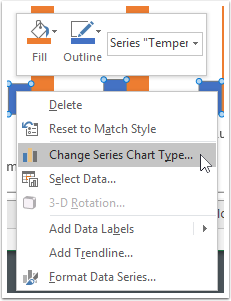 Series "Temper
Fill
Outline
Delete
Reset to Match Style
Change Series Chart Type...
Select Data...
3-D Rotation...
Add Data Labels
Add Trendline...
Format Data Series...